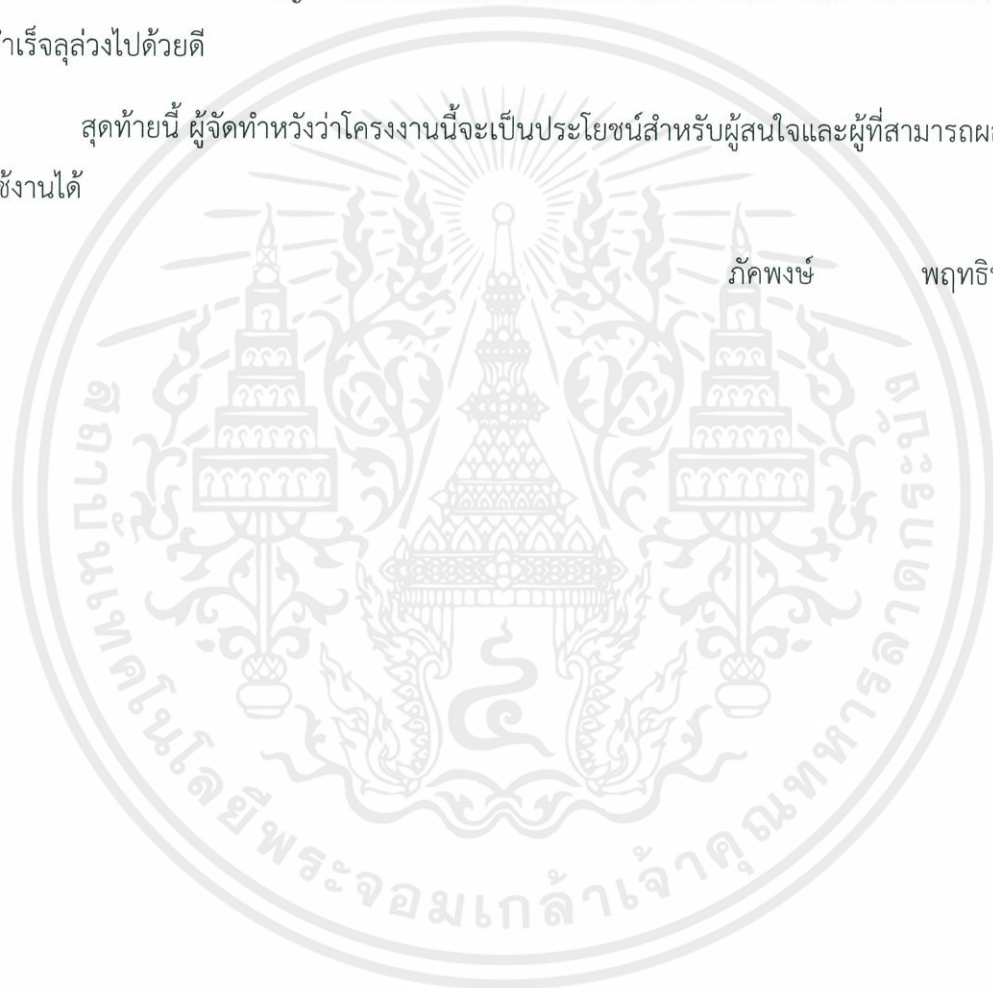 สำเร็จลุล่วงไปด้วยดี
สุดท้ายนี้ ผู้จัดทำหวังว่าโครงงานนี้จะเป็นประโยชน์สำหรับผู้สนใจและผู้ที่สามารถ
ใช้งานได้
ภัคพงษ์
สถาบันเทคโนโลยีพระจอมเกล้าเจ้าคุณทหารลาดกระบัง
๔